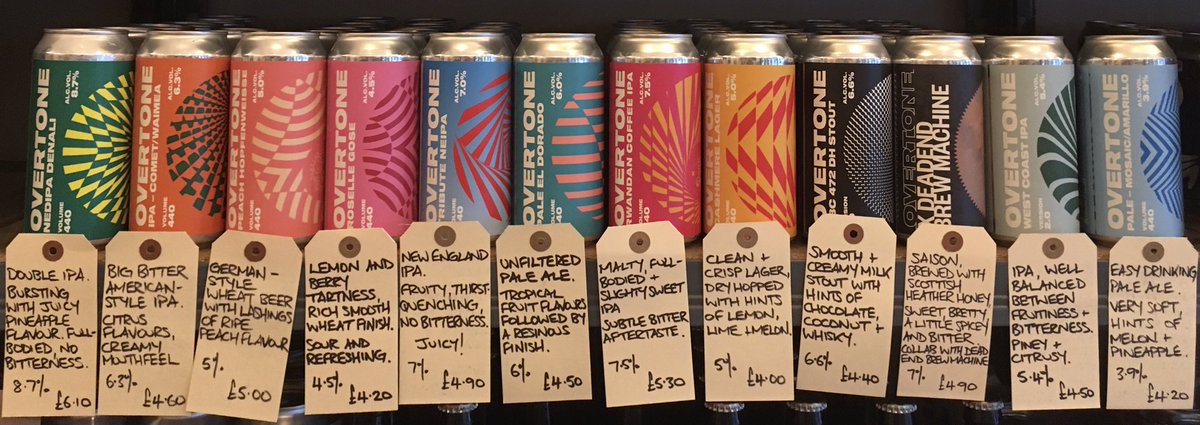 OVERTONE
NEDIPA DENALI
ALC.VOL.
8.7%
VOLUME
440
OVERTONE
IPA - COMET/WAIMEA
6.3%
VOLUME
440
OVERTONE
PEACH HOPFENWEISSE
ALC.VOL.
5.0%
VOLUME
440
OVERTONE
ROSELLE GOSE
ALC.VOL.
4.5%
VOLUME
440
OVERTONE
TRIBUTE NEIPA
ALC.VOL.
7.0%
VOLUME
440
OVERTONE
PALE EL DORADO
ALC.VOL.
6.0%
440
OVERTONE
RWANDAN COFFEE IPA
ALC.VOL.
7.5%
VOLUME
440
OVERTONE
CASHMERE LAGER
ALC.VOL.
5.0%
VOLUME
440
OVERTONE
472 DH STOUT
ALC.VOL.
6.6%
440
OVERTONE
X DEAD END
BREWMACHINE
OVERTONE
WEST COAST IPA
5.4%
VERSION
2.0
VOLUME
440
OVERTONE
PALE - MOSAIC/AMARILLO
ALC.VOL.
3.9%
VOLUME
440
DOUBLE IPA.
BURSTING
WITH JUICY
PINEAPPLE
FLAVOUR. FULL-
BODIED, NO
BITTERNESS.
8.7%
£6.10
BIG BITTER
AMERICAN-
STYLE IPA.
CITRUS
FLAVOURS,
CREAMY
MOUTHFEEL
6.3%
£4.60
GERMAN-
STYLE
WHEAT BEER
WITH LASHINGS
OF RIPE
PEACH FLAVOUR
5%
£5.00
LEMON AND
BERRY
TARTNESS,
RICH SMOOTH
WHEAT FINISH.
SOUR AND
REFRESHING.
4.5%
£4.20
NEW ENGLAND
IPA.
FRUITY, THIRST-
QUENCHING,
NO BITTERNESS.
JUICY!
7%
£4.90
UNFILTERED
PALE ALE.
TROPICAL
FRUIT FLAVOURS
FOLLOWED BY
A RESINOUS
FINISH.
6%
£4.50
MALTY, FULL-
BODIED +
SLIGHTLY SWEET
IPA
SUBTLE BITTER
AFTERTASTE.
7.5%
£5.30
CLEAN +
CRISP LAGER,
DRY HOPPED
WITH HINTS
OF LEMON,
LIME + MELON.
5%
£4.00
SMOOTH +
CREAMY MILK
STOUT WITH
HINTS OF
CHOCOLATE,
COCONUT +
WHISKY.
6.6%
£4.40
SAISON,
BREWED WITH
SCOTTISH
HEATHER HONEY.
SWEET, BRETTY,
A LITTLE SPICEY
AND BITTER
COLLAB WITH DEAD
END BREW MACHINE
7%
£4.90
IPA, WELL
BALANCED
BETWEEN
FRUITINESS +
BITTERNESS.
PINEY +
CITRUSY.
5.4%
£4.50
EASY DRINKING
PALE ALE.
VERY SOFT,
HINTS OF
MELON +
PINEAPPLE.
3.9%
£4.20